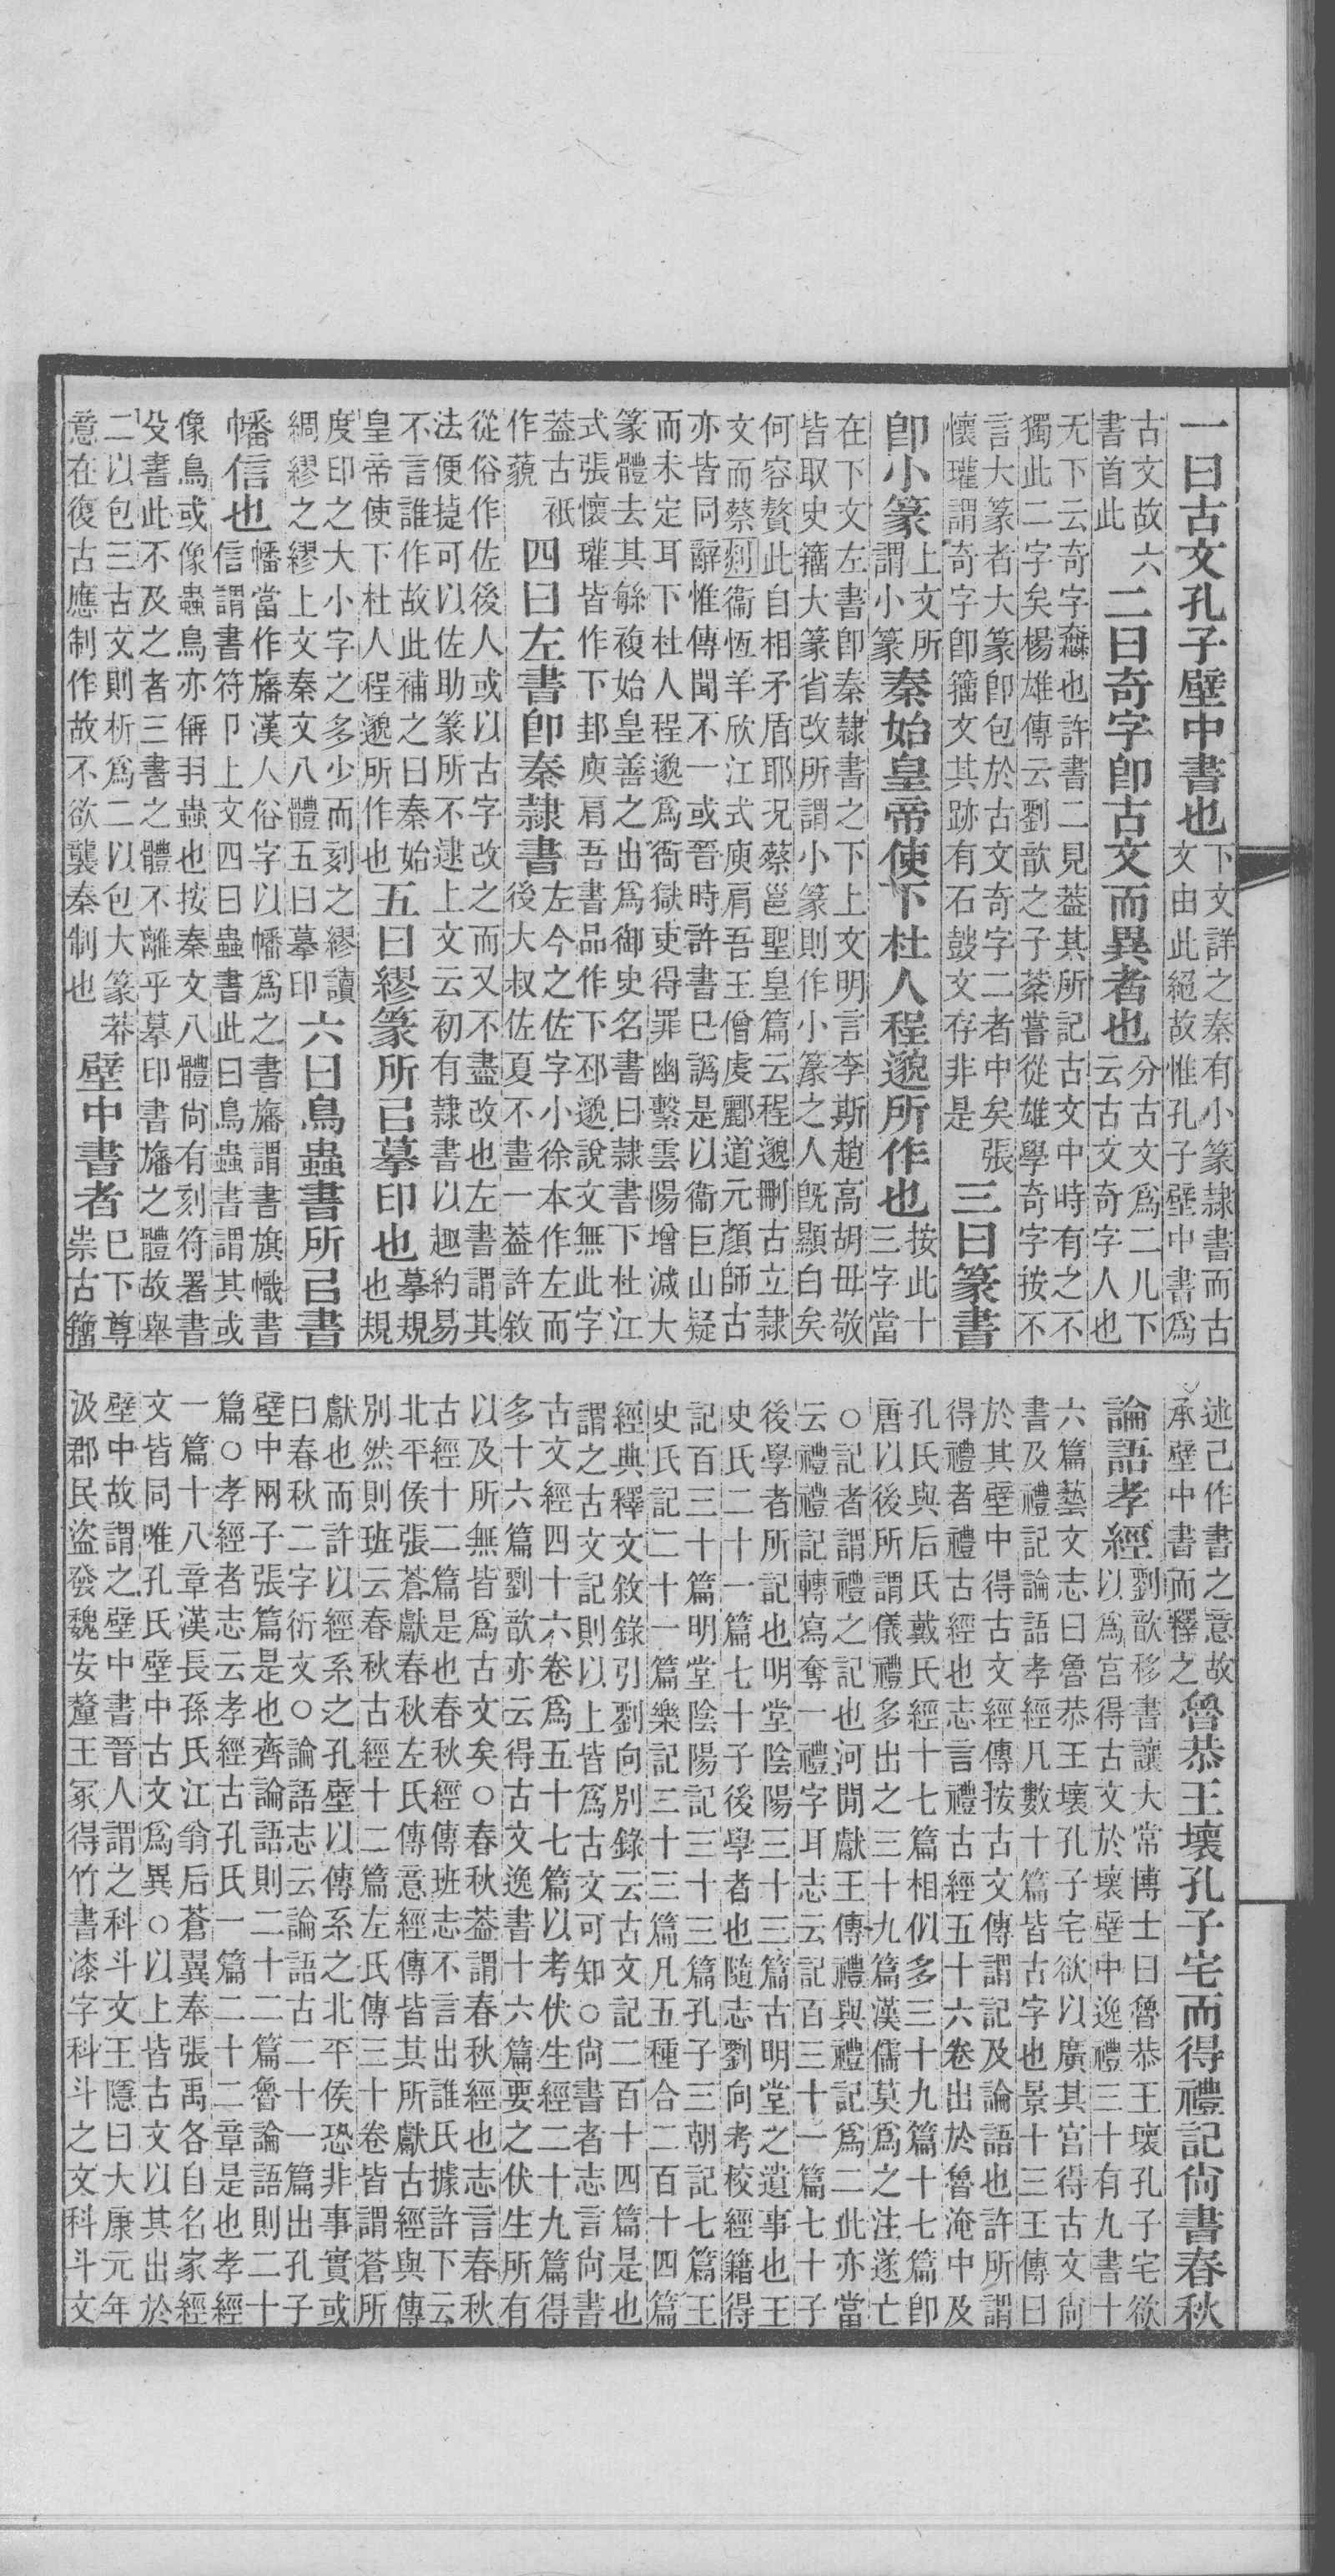 一曰古文孔子壁中書也下文詳之秦有小篆隸書而古文由此絕故惟孔子壁中書爲
古文故六書首此二曰奇字卽古文而異者也分古文爲二儿下云古文奇字人也
无下云奇字也許書二見葢其所記古文中時有之不獨此二字矣楊雄傳云劉歆之子棻嘗從雄學奇字按不
言大篆者大篆卽包於古文奇字二者中矣張懷瓘謂奇字卽籒文其跡有石鼓文存非是三曰篆書
卽小篆上文所謂小篆秦始皇帝使下杜人程邈所作也按此十三字當
在下文左書卽秦隸書之下上文明言李斯趙高胡毋敬皆取史籒大篆省改所謂小篆則作小篆之人旣顯白矣
何容贅此自相矛盾耶況蔡邕聖皇篇云程邈刪古立隸文而蔡剡衞恆羊欣江式庾肩吾王僧虔酈道元顏師古
亦皆同辭惟傳聞不一或晉時許書已譌是以衞巨山疑而未定耳下杜人程邈爲衙獄吏得罪幽繫雲陽增減大
篆體去其緐複始皇善之出爲御史名書曰隸書下杜江式張懷瓘皆作下邽庾肩吾書品作下邳邈說文無此字
葢古祇作藐四曰左書卽秦隸書左今之佐字小徐本作左而後大叔佐夏不畫一葢許敘
從俗作佐後人或以古字改之而又不盡改也左書謂其法便㨗可以佐助篆所不逮上文云初有隸書以趣約易
不言誰作故此補之曰秦始皇帝使下杜人程邈所作也五曰繆篆所㠯摹印也摹規也規
度印之大小字之多少而刻之繆讀綢繆之繆上文秦文八體五曰摹印六曰鳥蟲書所㠯書
幡信也幡當作旛漢人俗字以幡爲之書旛謂書旗幟書信謂書符卩上文四曰蟲書此曰鳥蟲書謂其或
像鳥或像蟲鳥亦偁羽蟲也按秦文八體尙有刻符署書殳書此不及之者三書之體不離乎摹印書旛之體故舉
二以包三古文則析爲二以包大篆莽意在復古應制作故不欲襲秦制也壁中書者已下尊崇古籒
述己作書之意故承壁中書而釋之魯恭王壞孔子宅而得禮記尙書春秋
論語孝經劉歆移書讓大常博士曰魯恭王壞孔子宅欲以爲宮得古文於壞壁中逸禮三十有九書十
六篇藝文志曰魯恭王壞孔子宅欲以廣其宮得古文尙書及禮記論語孝經凡數十篇皆古字也景十三王傳曰
於其壁中得古文經傳按古文傳謂記及論語也許所謂得禮者禮古經也志言禮古經五十六卷出於魯淹中及
孔氏與后氏戴氏經十七篇相似多三十九篇十七篇卽唐以後所謂儀禮多出之三十九篇漢儒莫爲之注遂亡
○記者謂禮之記也河閒獻王傳禮與禮記爲二此亦當云禮禮記轉寫奪一禮字耳志云記百三十一篇七十子
後學者所記也明堂陰陽三十三篇古明堂之遺事也王史氏二十一篇七十子後學者也隨志劉向考校經籍得
記百三十篇明堂陰陽記三十三篇孔子三朝記七篇王史氏記二十一篇樂記三十三篇凡五種合二百十四篇
經典釋文敘錄引劉向別錄云古文記二百十四篇是也謂之古文記則以上皆爲古文可知○尙書者志言尙書
古文經四十六卷爲五十七篇以考伏生經二十九篇得多十六篇劉歆亦云得古文逸書十六篇要之伏生所有
以及所無皆爲古文矣○春秋葢謂春秋經也志言春秋古經十二篇是也春秋經傳班志不言出誰氏據許下云
北平侯張蒼獻春秋左氏傳意經傳皆其所獻古經與傳別然則班云春秋古經十二篇左氏傳三十卷皆謂蒼所
獻也而許以經系之孔壁以傳系之北平侯恐非事實或曰春秋二字衍文○論語志云論語古二十一篇出孔子
壁中兩子張篇是也齊論語則二十二篇魯論語則二十篇○孝經者志云孝經古孔氏一篇二十二章是也孝經
一篇十八章漢長孫氏江翁后蒼翼奉張禹各自名家經文皆同唯孔氏壁中古文爲異○以上皆古文以其出於
壁中故謂之壁中書晉人謂之科斗文王隱曰大康元年汲郡民盜發魏安釐王冢得竹書漆字科斗之文科斗文